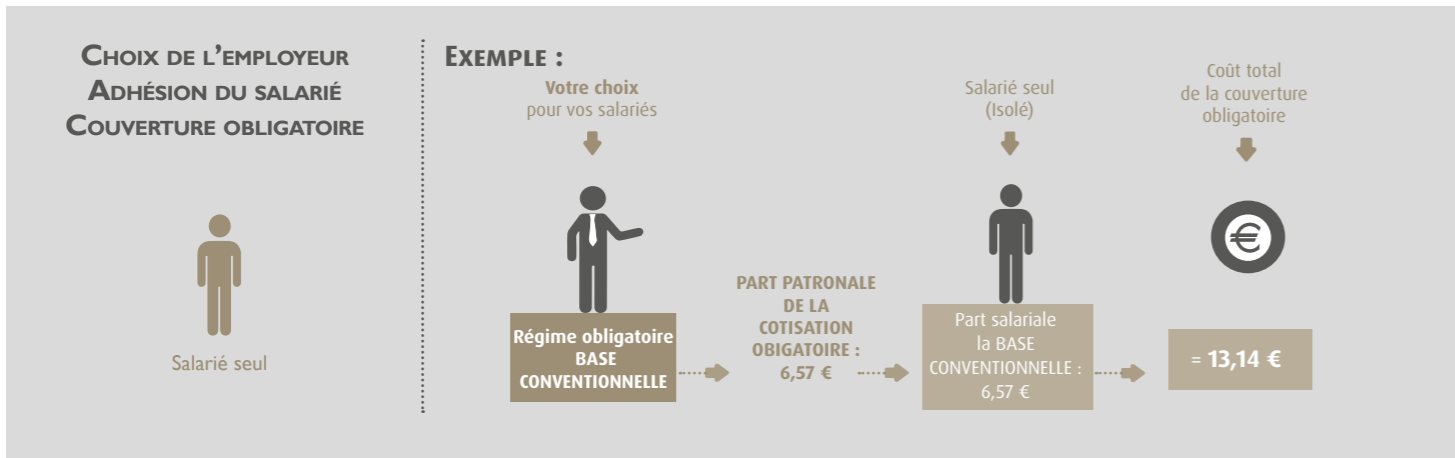 CHOIX DE L'EMPLOYEUR
ADHÉSION DU SALARIÉ
COUVERTURE OBLIGATOIRE
Salarié seul
EXEMPLE :
Votre choix
pour vos salariés
Régime obligatoire
BASE
CONVENTIONNELLE
PART PATRONALE
DE LA
COTISATION
OBIGATOIRE :
6,57 €
Salarié seul
(Isolé)
Part salariale
la BASE
CONVENTIONNELLE :
6,57 €
Coût total
de la couverture
obligatoire
€
= 13,14 €